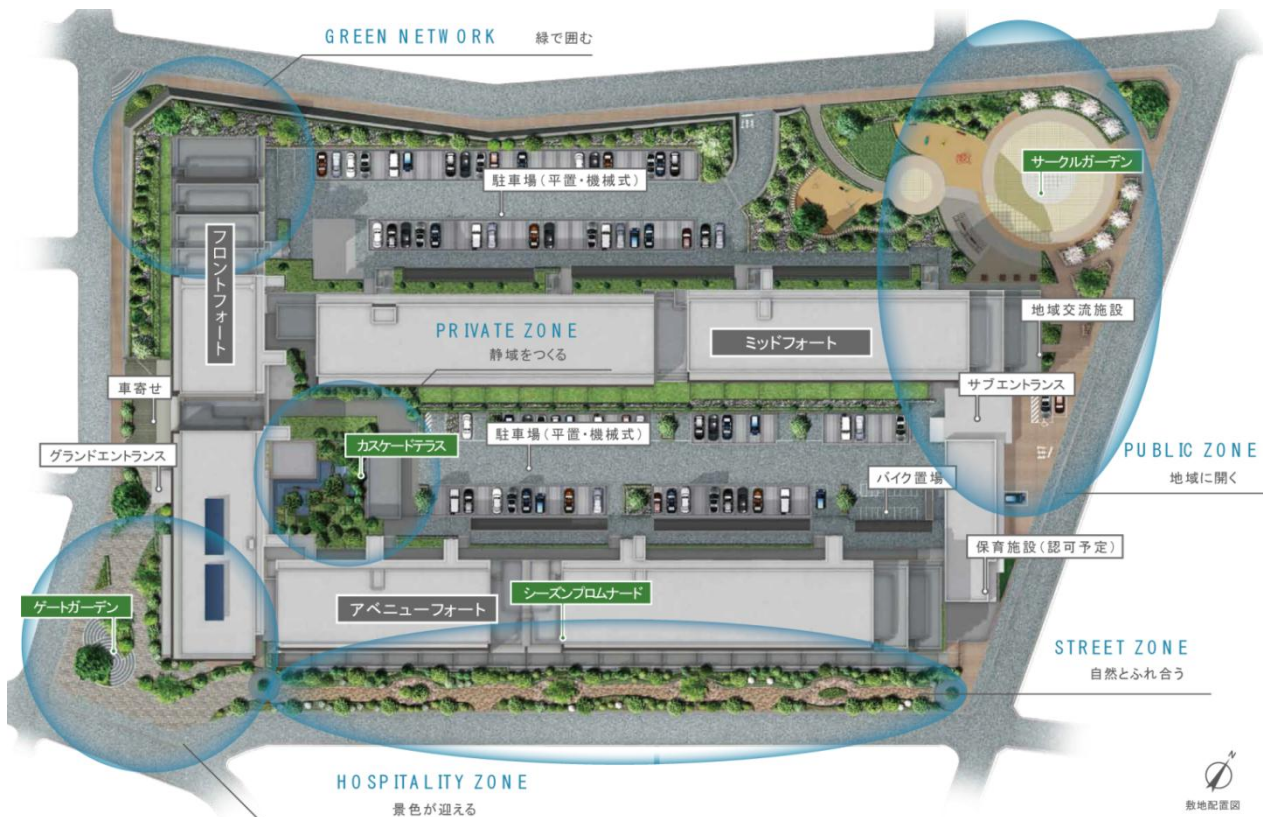 GREEN NETWORK 緑で囲む
サークルガーデン
駐車場(平置・機械式)
フロントフォート
地域交流施設
PRIVATE ZONE
静域をつくる
ミッドフォート
車寄せ
サブエントランス
カスケードテラス
駐車場(平置・機械式)
グランドエントランス
PUBLIC ZONE
地域に開く
バイク置場
保育施設(認可予定)
シーズンプロムナード
アベニューフォート
ゲートガーデン
STREET ZONE
自然とふれ合う
HOSPITALITY ZONE
景色が迎える
N
敷地配置図